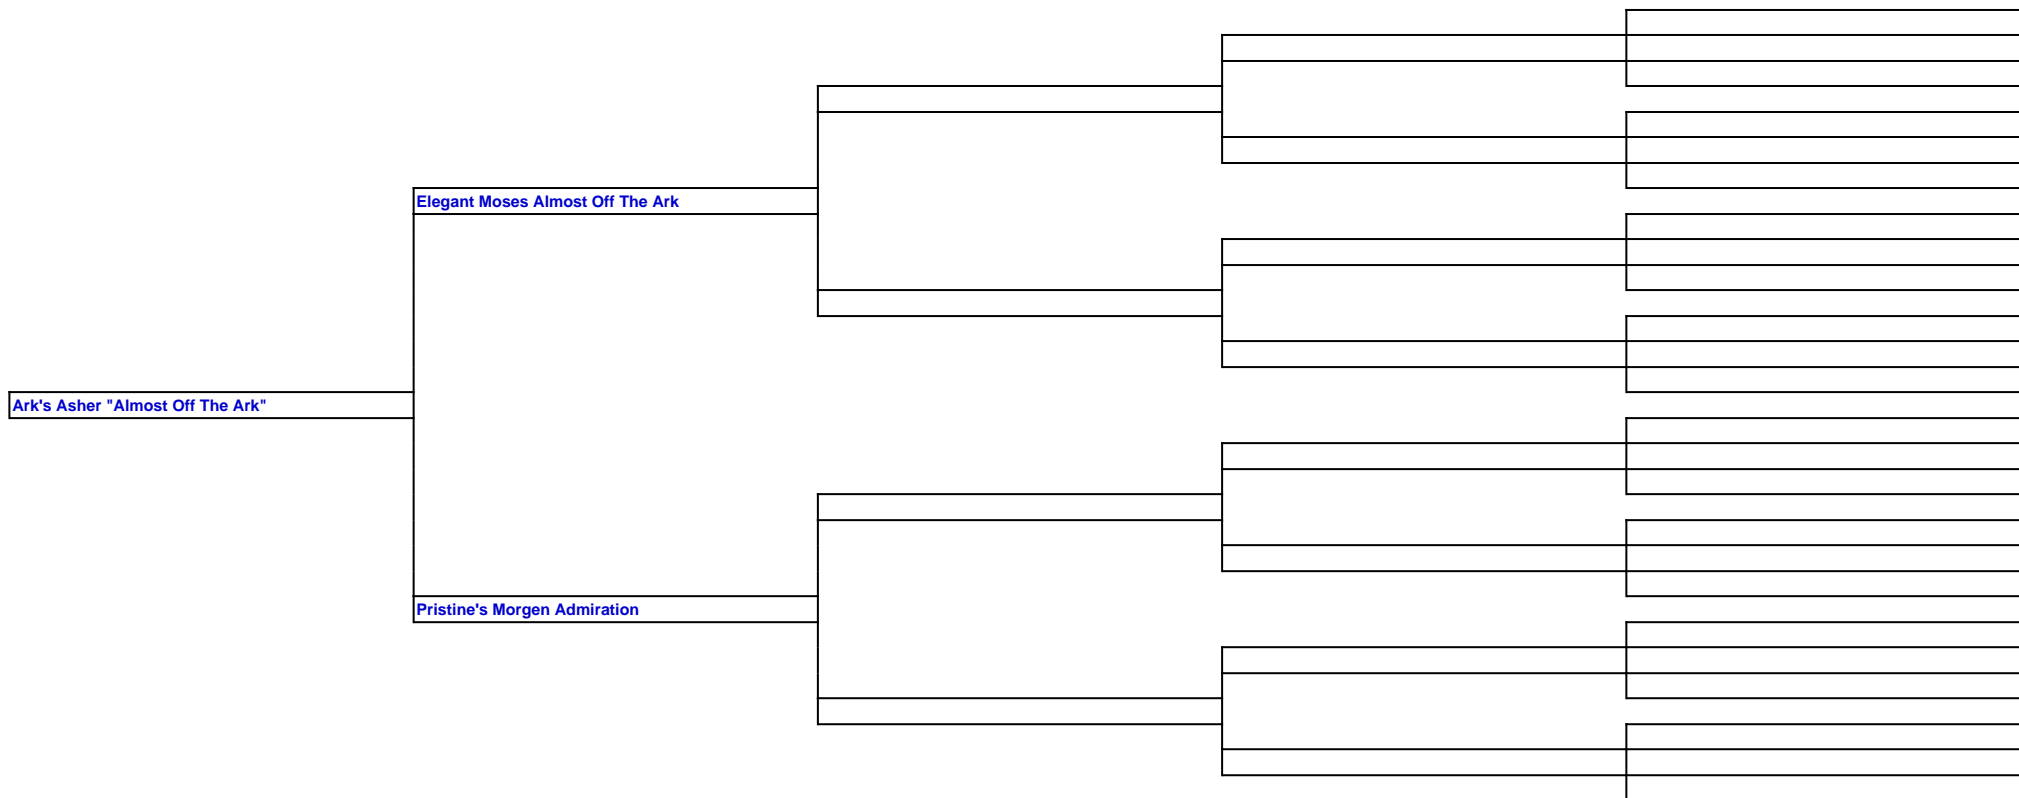 Elegant Moses Almost Off The Ark
Ark's Asher "Almost Off The Ark"
Pristine's Morgen Admiration